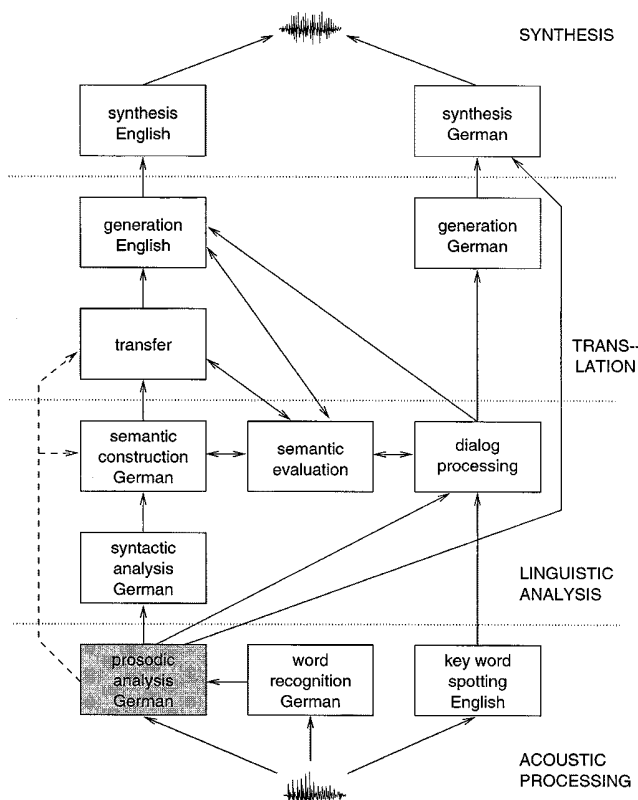 SYNTHESIS
synthesis
English
synthesis
German
generation
English
generation
German
transfer
TRANS--
LATION
semantic
construction
German
semantic
evaluation
dialog
processing
syntactic
analysis
German
LINGUISTIC
ANALYSIS
prosodic
analysis
German
word
recognition
German
key word
spotting
English
ACOUSTIC
PROCESSING